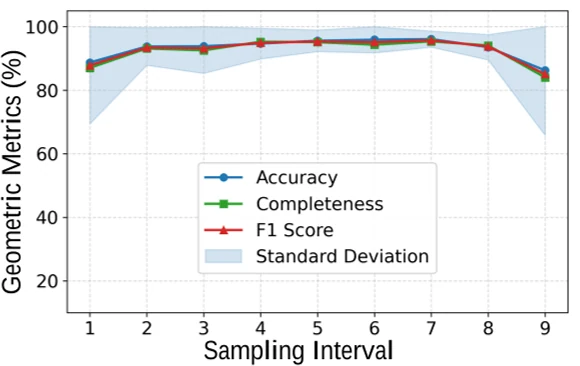 Geometric Metrics (%)
100
80
60
40
20
Accuracy
Completeness
F1 Score
Standard Deviation
1 2 3 4 5 6 7 8 9
Sampling Interval